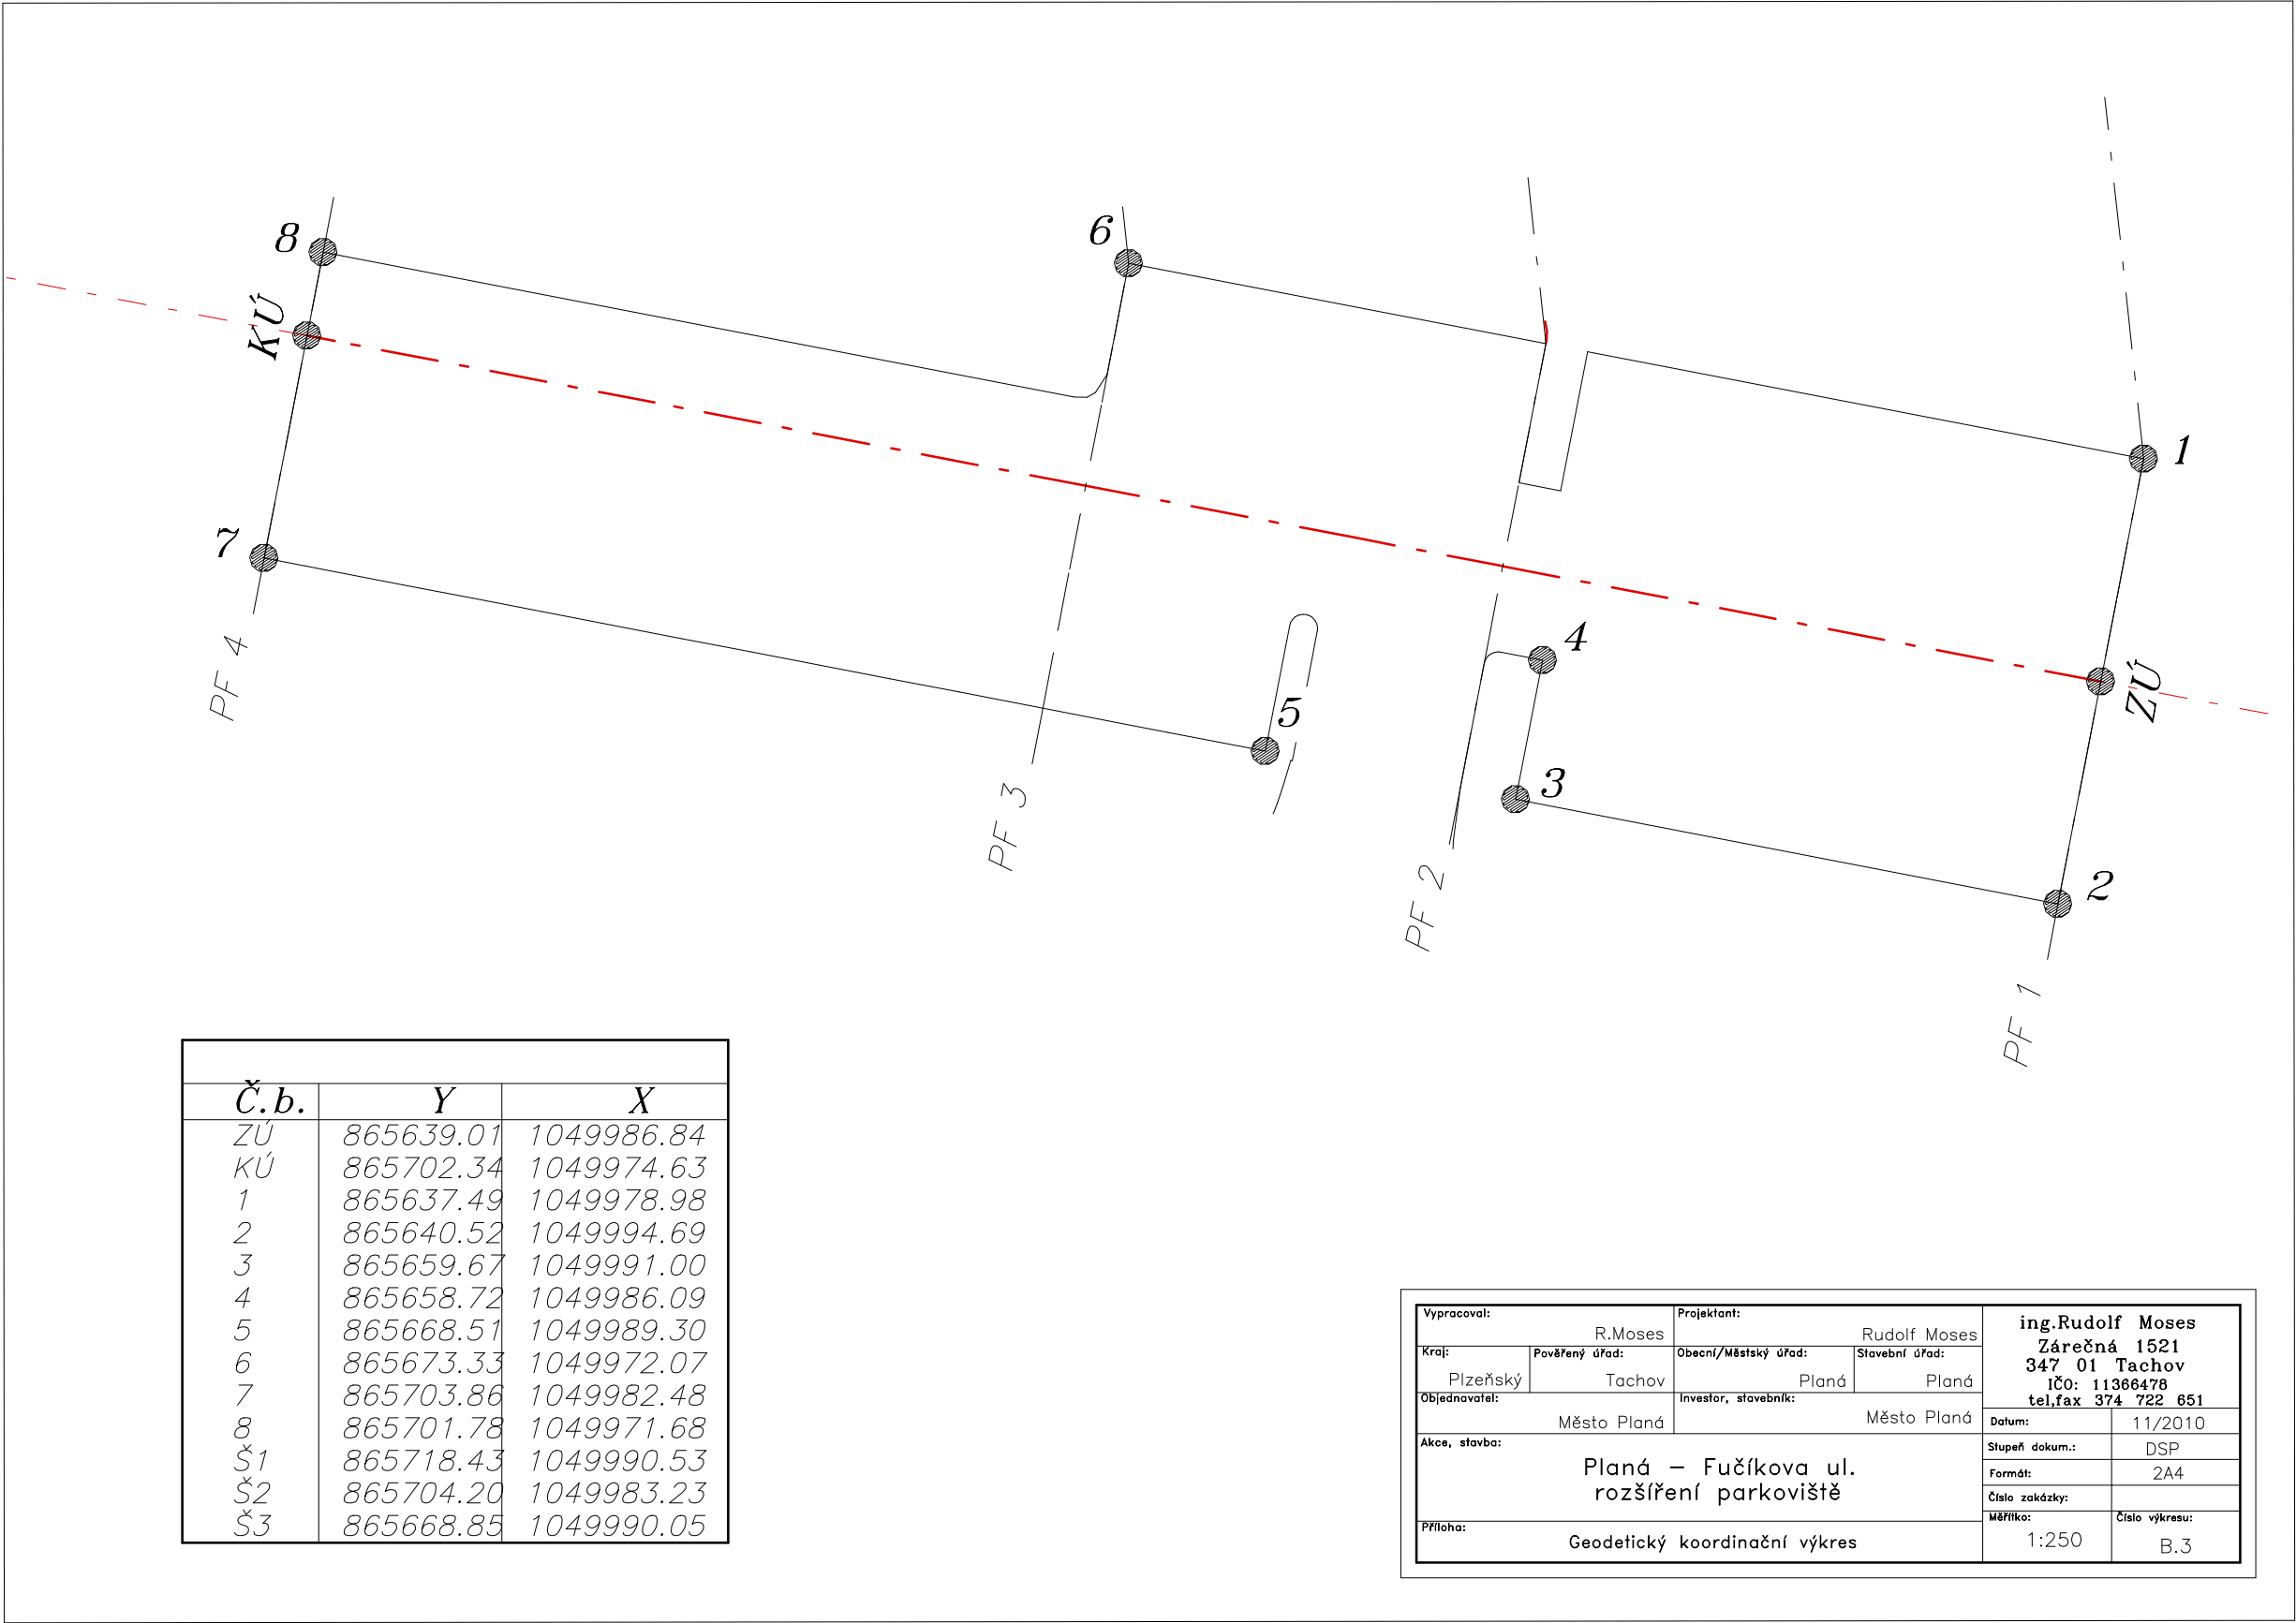 8
6
KÚ
1
7
4
ZÚ
5
3
2
PF 4
PF 3
PF 2
PF 1
Č.b. Y X
ZÚ 865639.01 1049986.84
KÚ 865702.34 1049974.63
1 865637.49 1049978.98
2 865640.52 1049994.69
3 865659.67 1049991.00
4 865658.72 1049986.09
5 865668.51 1049989.30
6 865673.33 1049972.07
7 865703.86 1049982.48
8 865701.78 1049971.68
Š1 865718.43 1049990.53
Š2 865704.20 1049983.23
Š3 865668.85 1049990.05
Vypracoval:
R.Moses
Projektant:
Rudolf Moses
Kraj:
Plzeňský
Pověřený úřad:
Tachov
Obecní/Městský úřad:
Planá
Stavební úřad:
Planá
Objednavatel:
Město Planá
Investor, stavebník:
Město Planá
Akce, stavba:
Planá – Fučíkova ul.
rozšíření parkoviště
Příloha:
Geodetický koordinační výkres
ing.Rudolf Moses
Zárečná 1521
347 01 Tachov
IČO: 11366478
tel,fax 374 722 651
Datum: 11/2010
Stupeň dokum.: DSP
Formát: 2A4
Číslo zakázky:
Měřítko:
1:250
Číslo výkresu:
B.3